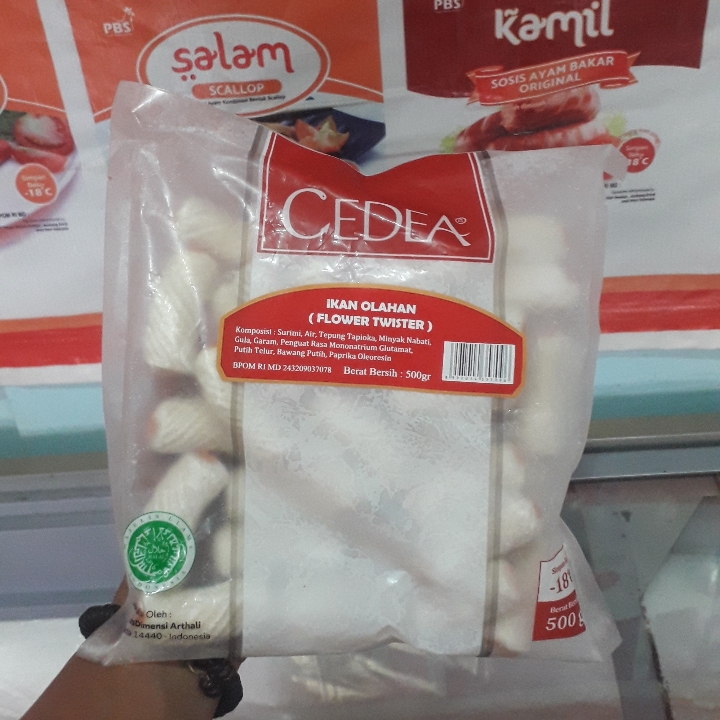 PBS
salam
SCALLOP
PBS
Kamil
SOSIS AYAM BAKAR
ORIGINAL
-18°C
CEDEA
IKAN OLAHAN
( FLOWER TWISTER )
Komposisi : Surimi, Air, Tepung Tapioka, Minyak Nabati,
Gula, Garam, Penguat Rasa Mononatrium Glutamat,
Putih Telur, Bawang Putih, Paprika Oleoresin
BPOM RI MD 243209037078 Berat Bersih : 500gr
-18°
500g
Oleh :
Dimensi Arthali
14440 - Indonesia